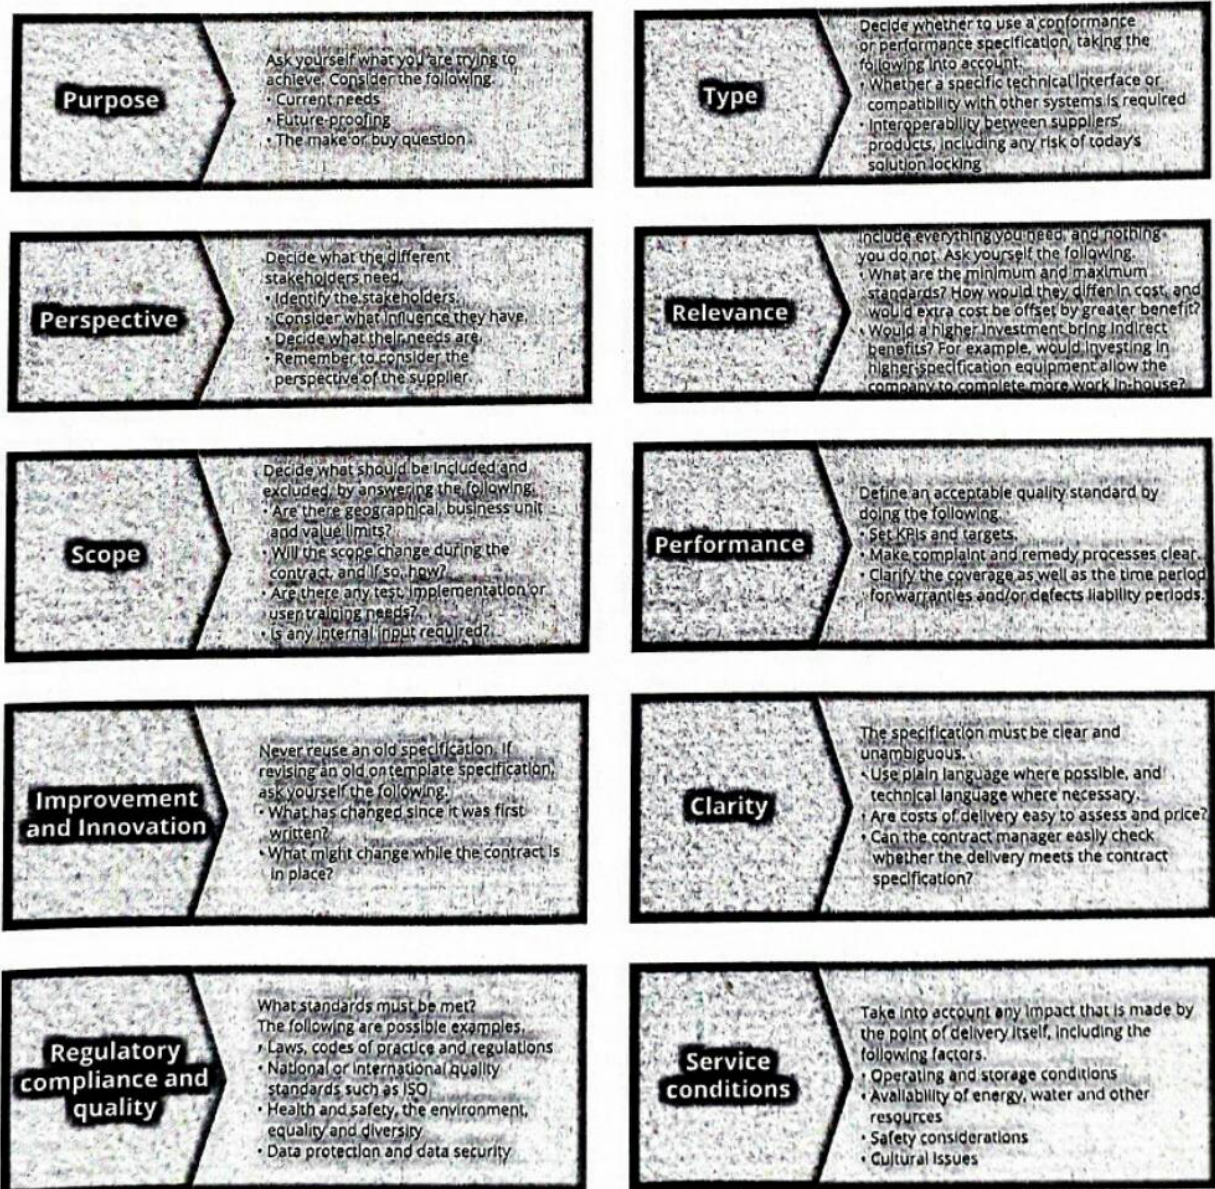 Purpose
Ask yourself what you are trying to
achieve. Consider the following.
• Current needs
• Future-proofing
• The make or buy question
Type
Decide whether to use a conformance
or performance specification, taking the
following into account.
• Whether a specific technical interface or
compatibility with other systems is required
• Interoperability between suppliers'
products, including any risk of today's
solution locking
Perspective
Decide what the different
stakeholders need.
• Identify the stakeholders.
• Consider what influence they have.
• Decide what their needs are.
• Remember to consider the
perspective of the supplier.
Relevance
Include everything you need, and nothing
you do not. Ask yourself the following.
• What are the minimum and maximum
standards? How would they differ in cost, and
would extra cost be offset by greater benefit?
• Would a higher investment bring indirect
benefits? For example, would investing in
higher-specification equipment allow the
company to complete more work in-house?
Scope
Decide what should be included and
excluded, by answering the following.
• Are there geographical, business unit
and value limits?
• Will the scope change during the
contract, and if so, how?
• Are there any test, implementation or
user training needs?
• Is any internal input required?
Performance
Define an acceptable quality standard by
doing the following.
• Set KPIs and targets.
• Make complaint and remedy processes clear.
• Clarify the coverage as well as the time period
for warranties and/or defects liability periods.
Improvement
and Innovation
Never reuse an old specification. If
revising an old on template specification,
ask yourself the following.
• What has changed since it was first
written?
• What might change while the contract is
in place?
Clarity
The specification must be clear and
unambiguous.
• Use plain language where possible, and
technical language where necessary.
• Are costs of delivery easy to assess and price?
• Can the contract manager easily check
whether the delivery meets the contract
specification?
Regulatory
compliance and
quality
What standards must be met?
The following are possible examples.
• Laws, codes of practice and regulations
• National or international quality
standards such as ISO
• Health and safety, the environment,
equality and diversity
• Data protection and data security
Service
conditions
Take into account any impact that is made by
the point of delivery itself, including the
following factors.
• Operating and storage conditions
• Availability of energy, water and other
resources
• Safety considerations
• Cultural issues